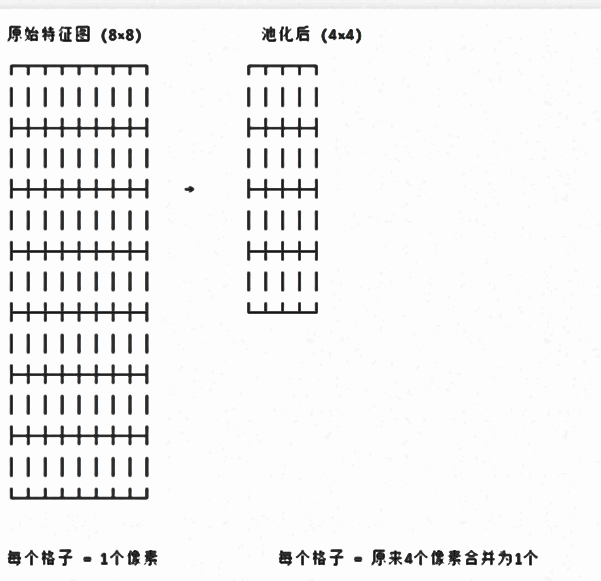 原始特征图 (8×8)
池化后 (4×4)
→
每个格子 = 1个像素
每个格子 = 原来4个像素合并为1个